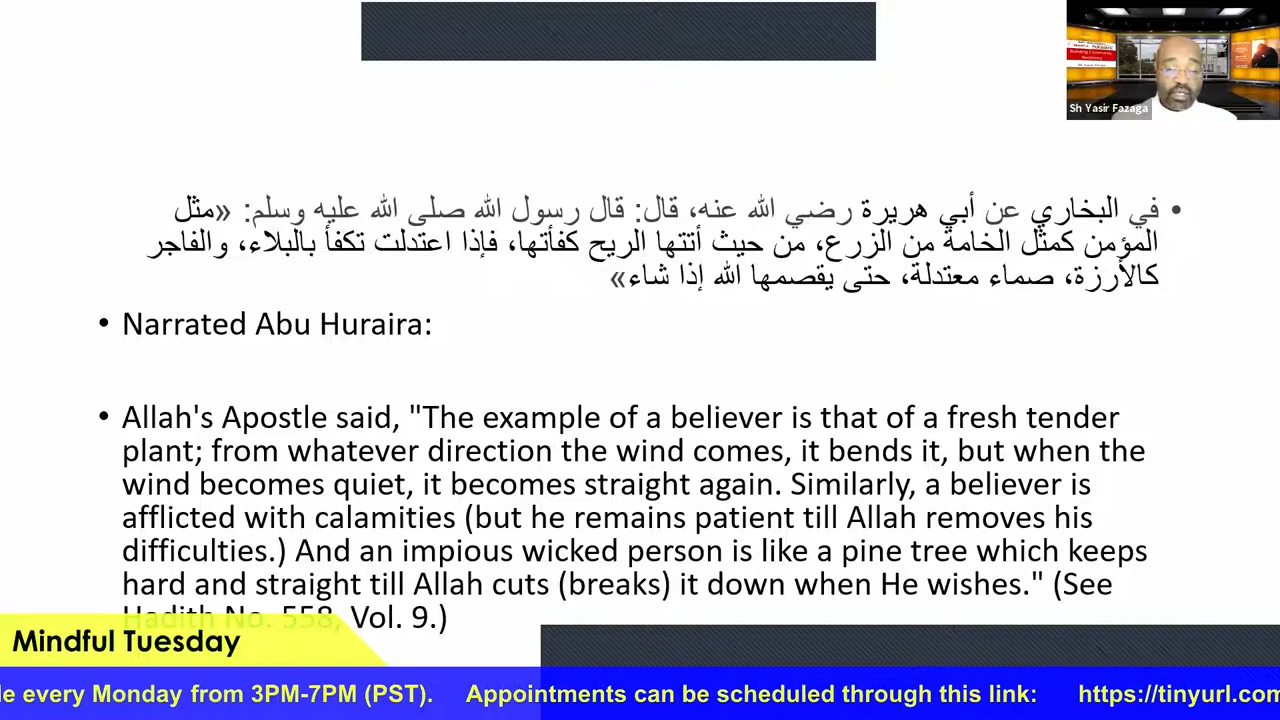 Sh Yasir Fazaga
• في البخاري عن أبي هريرة رضي الله عنه، قال: قال رسول الله صلى الله عليه وسلم: «مثل
المؤمن كمثل الخامة من الزرع، من حيث أتتها الريح كفأتها، فإذا اعتدلت تكفأ بالبلاء، والفاجر
كالأرزة، صماء معتدلة، حتى يقصمها الله إذا شاء»
• Narrated Abu Huraira:
• Allah's Apostle said, "The example of a believer is that of a fresh tender
plant; from whatever direction the wind comes, it bends it, but when the
wind becomes quiet, it becomes straight again. Similarly, a believer is
afflicted with calamities (but he remains patient till Allah removes his
difficulties.) And an impious wicked person is like a pine tree which keeps
hard and straight till Allah cuts (breaks) it down when He wishes." (See
Hadith No. 558, Vol. 9.)
Mindful Tuesday
le every Monday from 3PM-7PM (PST). Appointments can be scheduled through this link: https://tinyurl.com